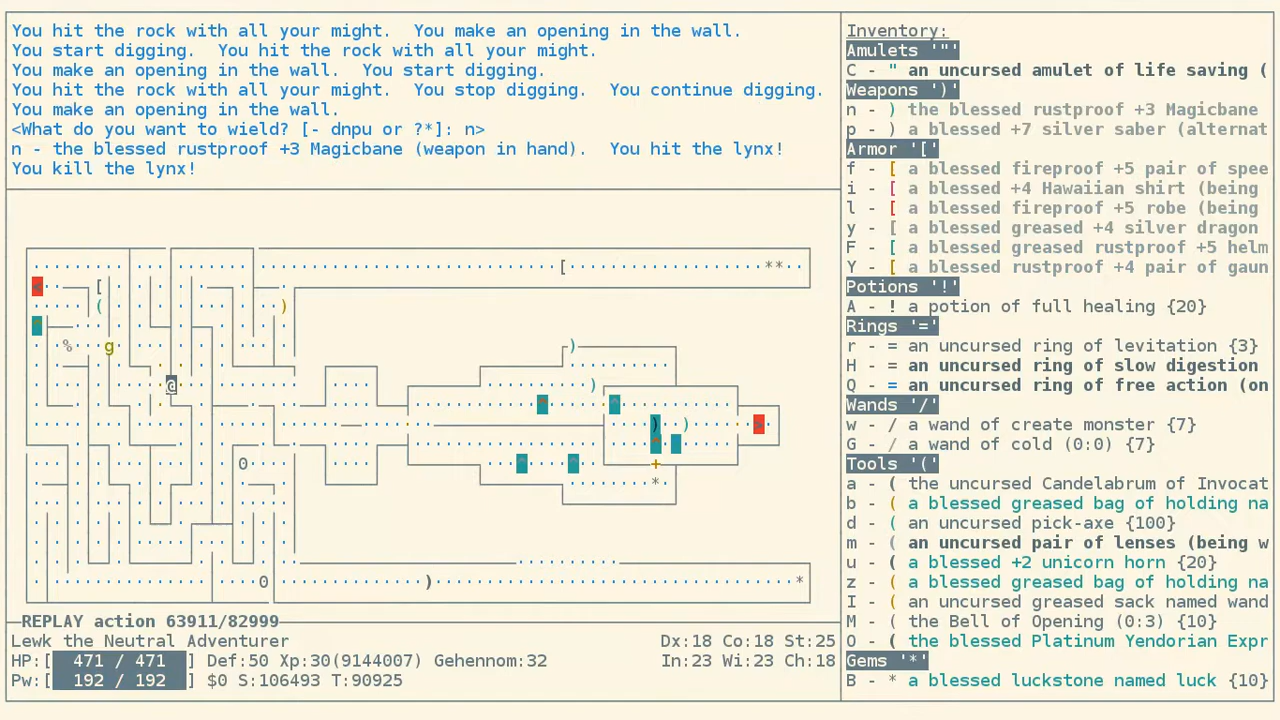 You hit the rock with all your might.  You make an opening in the wall.
You start digging.  You hit the rock with all your might.
You make an opening in the wall.  You start digging.
You hit the rock with all your might.  You stop digging.  You continue digging.
You make an opening in the wall.
<What do you want to wield? [- dnpu or ?*]: n>
n - the blessed rustproof +3 Magicbane (weapon in hand).  You hit the lynx!
You kill the lynx!
REPLAY action 63911/82999
Lewk the Neutral Adventurer Dx:18 Co:18 St:25
HP:[ 471 / 471 ] Def:50 Xp:30(9144007) Gehennom:32 In:23 Wi:23 Ch:18
Pw:[ 192 / 192 ] $0 S:106493 T:90925
Inventory:
Amulets '"'
C - " an uncursed amulet of life saving (
Weapons ')'
n - ) the blessed rustproof +3 Magicbane
p - ) a blessed +7 silver saber (alternat
Armor '['
f - [ a blessed fireproof +5 pair of spee
i - [ a blessed +4 Hawaiian shirt (being
l - [ a blessed fireproof +5 robe (being
y - [ a blessed greased +4 silver dragon
F - [ a blessed greased rustproof +5 helm
Y - [ a blessed rustproof +4 pair of gaun
Potions '!'
A - ! a potion of full healing {20}
Rings '='
r - = an uncursed ring of levitation {3}
H - = an uncursed ring of slow digestion
Q - = an uncursed ring of free action (on
Wands '/'
w - / a wand of create monster {7}
G - / a wand of cold (0:0) {7}
Tools '('
a - ( the uncursed Candelabrum of Invocat
b - ( a blessed greased bag of holding na
d - ( an uncursed pick-axe {100}
m - ( an uncursed pair of lenses (being w
u - ( a blessed +2 unicorn horn {20}
z - ( a blessed greased bag of holding na
I - ( an uncursed greased sack named wand
M - ( the Bell of Opening (0:3) {10}
O - ( the blessed Platinum Yendorian Expr
Gems '*'
B - * a blessed luckstone named luck {10}